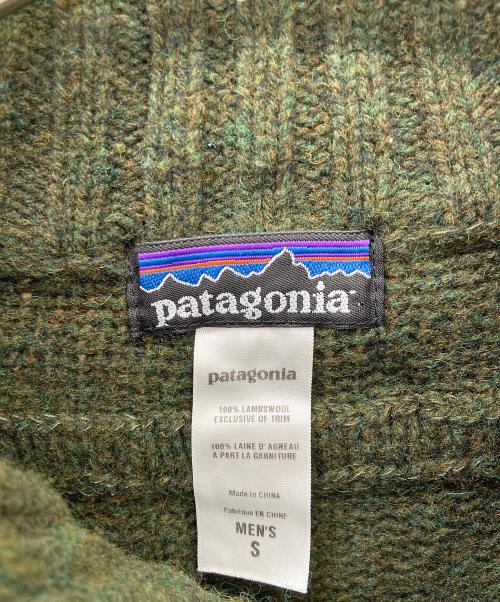 patagonia
patagonia
100% LAMBSWOOL
EXCLUSIVE OF TRIM
100% LAINE D'AGNEAU
A PART LA GARNITURE
Made in CHINA
Fabrique EN CHINE
MEN'S
S